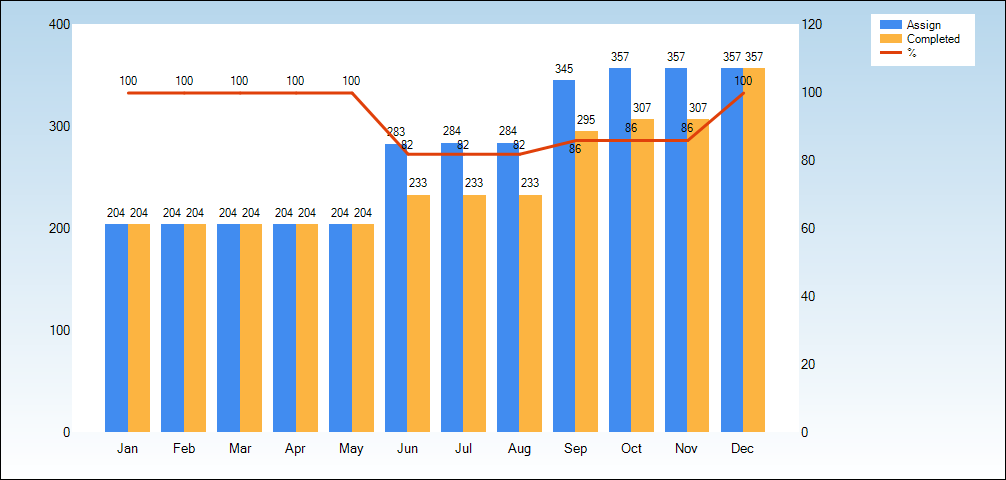 Assign
Completed
%
400
300
200
100
0
120
100
80
60
40
20
0
204 204 204 204 204 204 204 204 204 204 283 233 284 233 284 233 345 295 357 307 357 307 357 357
100 100 100 100 100 82 82 82 86 86 86 100
Jan Feb Mar Apr May Jun Jul Aug Sep Oct Nov Dec